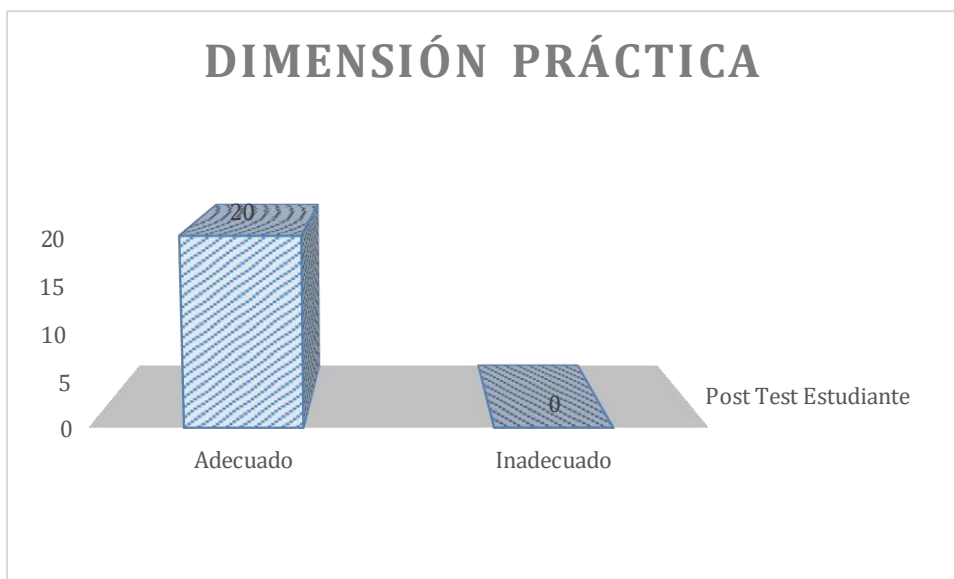 DIMENSIÓN PRÁCTICA
20
20
15
10
5
0
0
Post Test Estudiante
Adecuado
Inadecuado